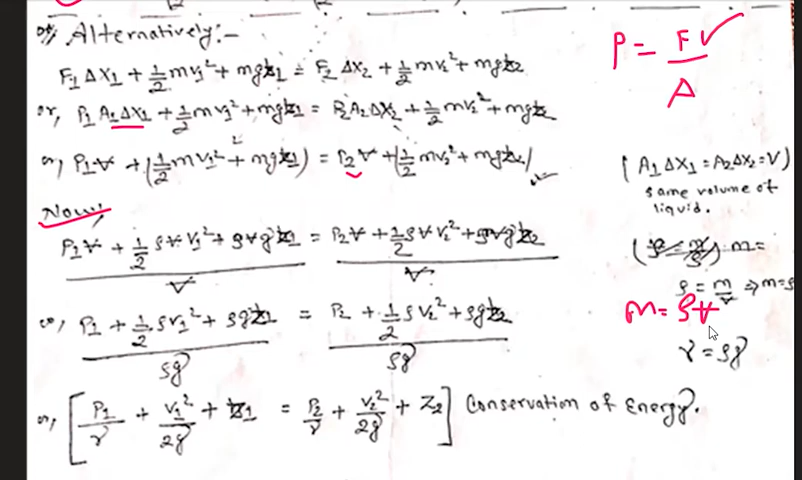 or, Alternatively:-
F₁ Δx₁ + 1/2 mv₁² + mgz₁ = F₂ Δx₂ + 1/2 mv₂² + mgz₂
or, P₁ A₁ Δx₁ + 1/2 mv₁² + mgz₁ = P₂ A₂ Δx₂ + 1/2 mv₂² + mgz₂
or, P₁V + (1/2 mv₁² + mgz₁) = P₂V + (1/2 mv₂² + mgz₂)
Now,
(P₁V + 1/2 ρV v₁² + ρVgz₁)/V = (P₂V + 1/2 ρV v₂² + ρVgz₂)/V
or, (P₁ + 1/2 ρv₁² + ρgz₁)/ρg = (P₂ + 1/2 ρv₂² + ρgz₂)/ρg
or, [P₁/γ + v₁²/2g + z₁ = P₂/γ + v₂²/2g + z₂] Conservation of Energy.
P = F/A
(A₁Δx₁ = A₂Δx₂ = V)
same volume of
liquid.
m =
ρ = m/V ⇒ m = ρ
m = ρV
γ = ρg